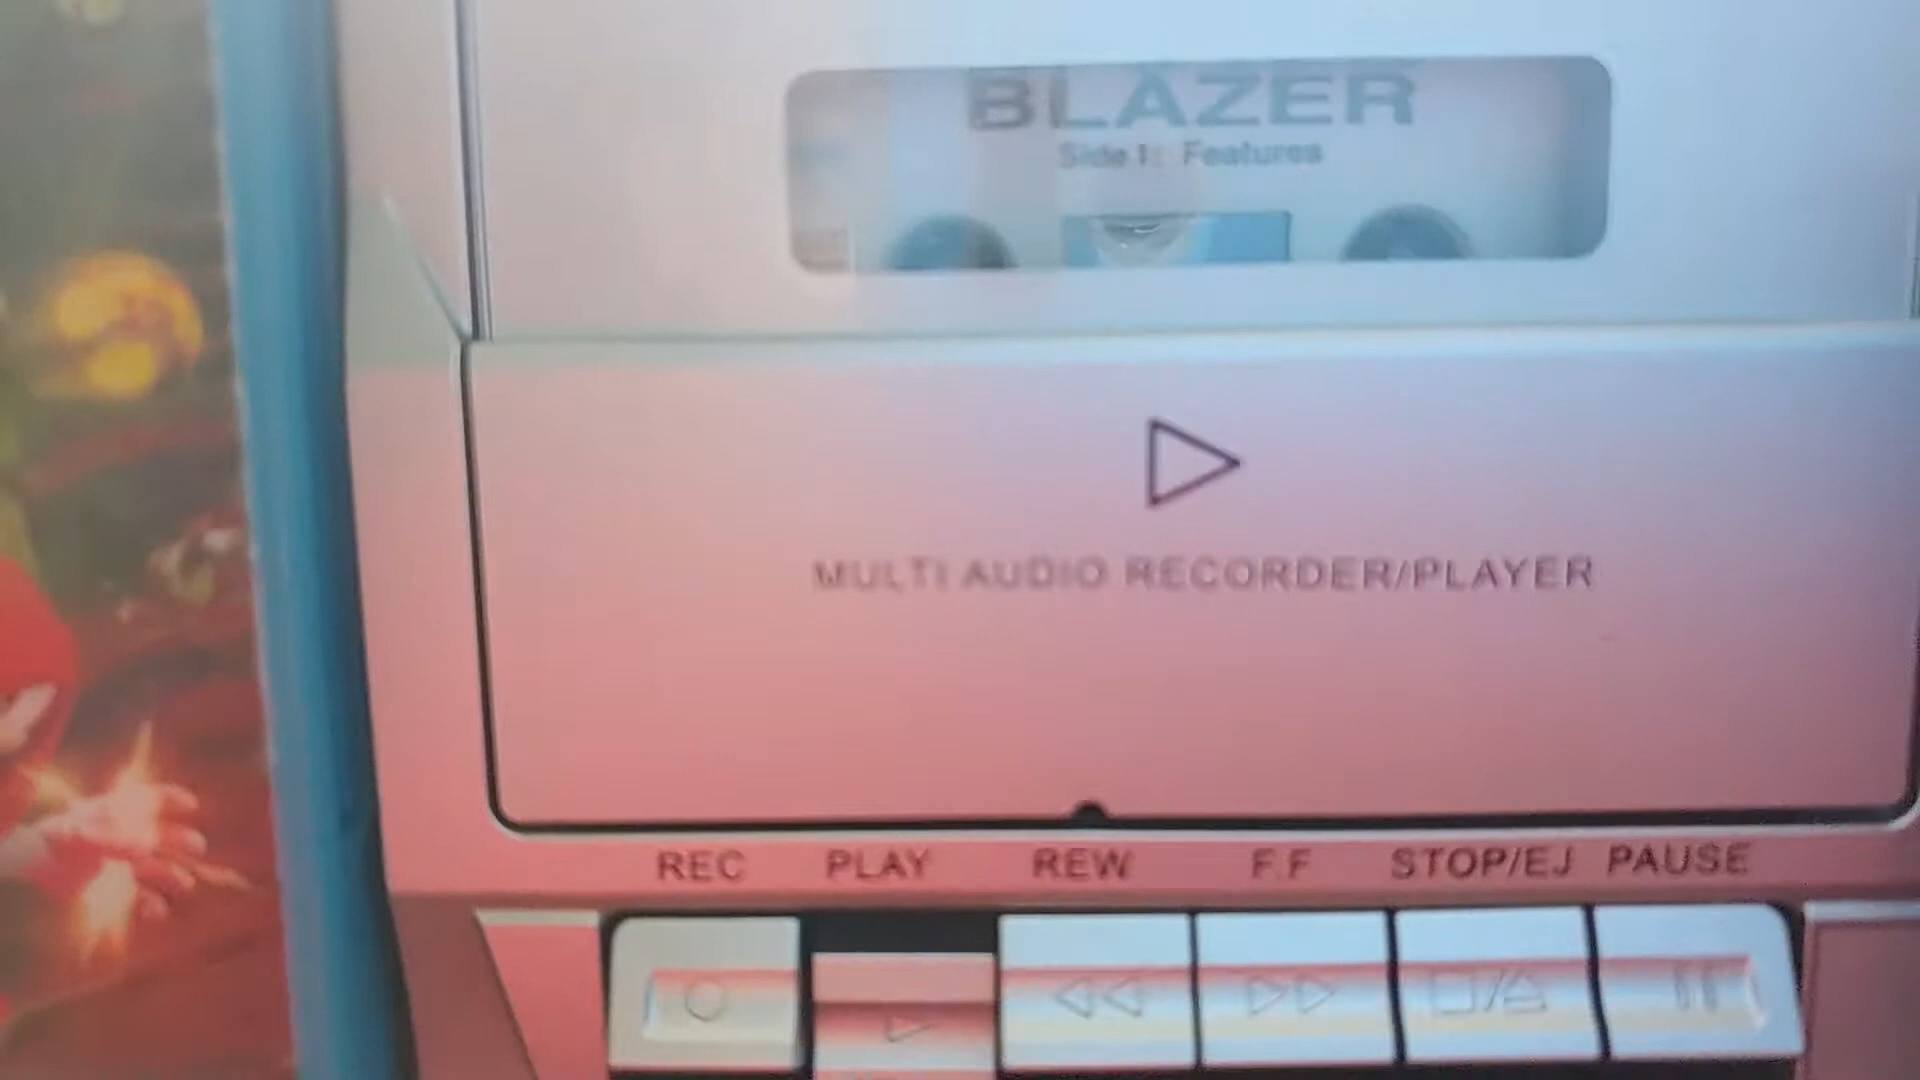 BLAZER
Side 1: Features
MULTI AUDIO RECORDER/PLAYER
REC PLAY REW F.F STOP/EJ PAUSE